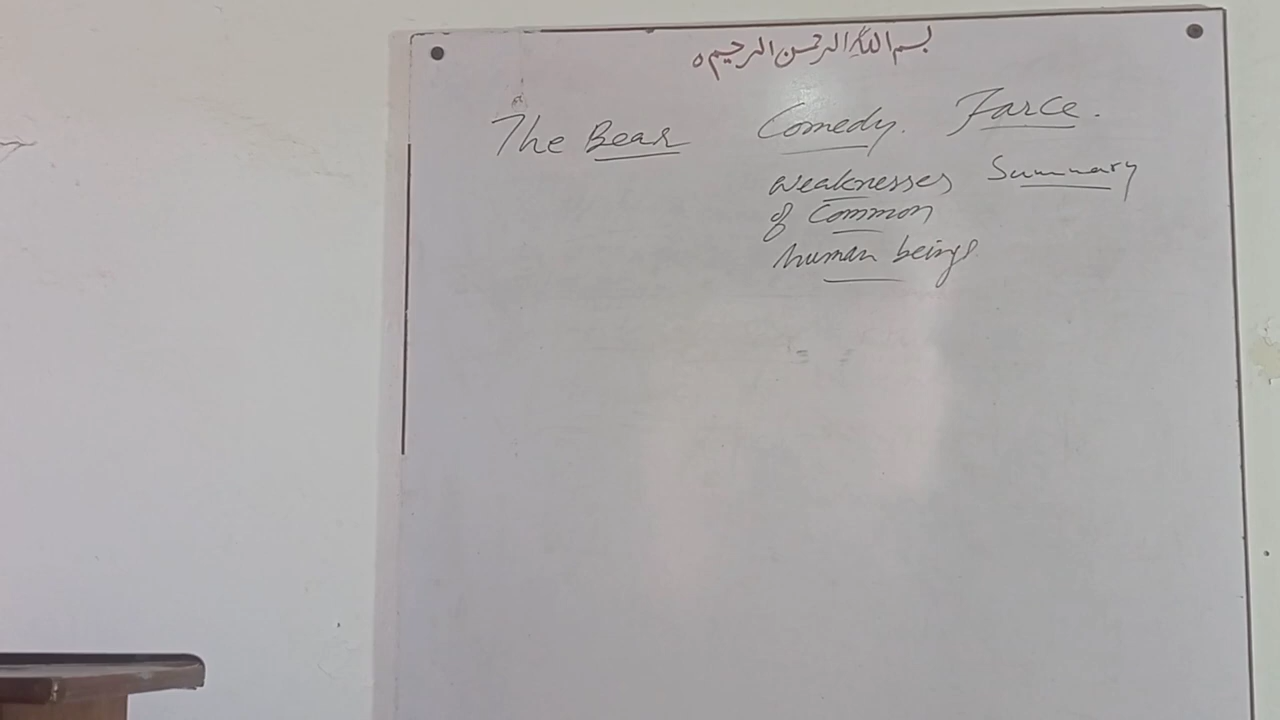 بسم اللہ الرحمن الرحیم ہ
The Bear Comedy. Farce.
weaknesses Summary
of Common
human beings